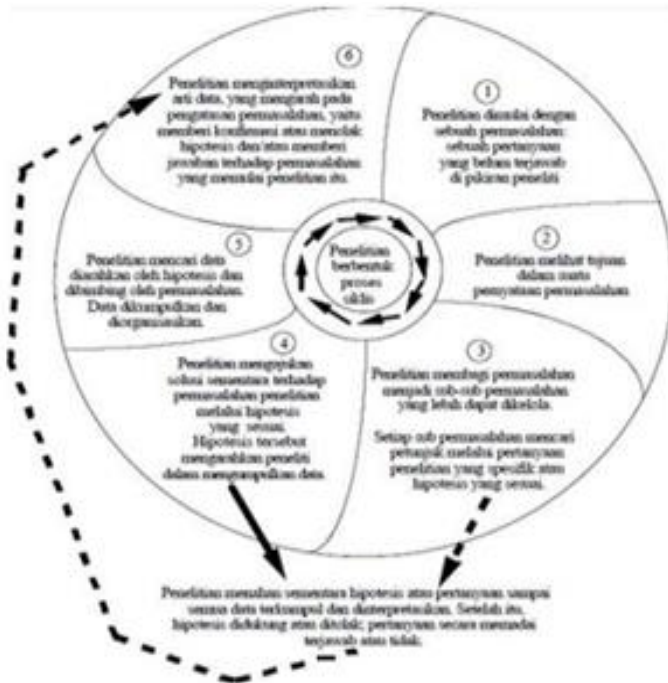 6
Penelitian menginterpretasikan
arti data, yang mengarah pada
pengatasan permasalahan, yaitu
memberi konfirmasi atau menolak
hipotesis dan/atau memberi
jawaban terhadap permasalahan
yang memulai penelitian itu.
1
Penelitian dimulai dengan
sebuah permasalahan:
sebuah pertanyaan
yang belum terjawab
di pikiran peneliti
2
Penelitian melihat tujuan
dalam suatu
pernyataan permasalahan
3
Penelitian membagi permasalahan
menjadi sub-sub permasalahan
yang lebih dapat dikelola.
Setiap sub permasalahan mencari
petunjuk melalui pertanyaan
penelitian yang spesifik atau
hipotesis yang sesuai.
4
Penelitian mengajukan
solusi sementara terhadap
permasalahan penelitian
melalui hipotesis
yang sesuai.
Hipotesis tersebut
mengarahkan peneliti
dalam mengumpulkan data.
5
Penelitian mencari data
diarahkan oleh hipotesis dan
dibimbing oleh permasalahan.
Data dikumpulkan dan
diorganisasikan.
Penelitian
berbentuk
proses
siklis
Penelitian menahan sementara hipotesis atau pertanyaan sampai
semua data terkumpul dan diinterpretasikan. Setelah itu,
hipotesis didukung atau ditolak; pertanyaan secara memadai
terjawab atau tidak.